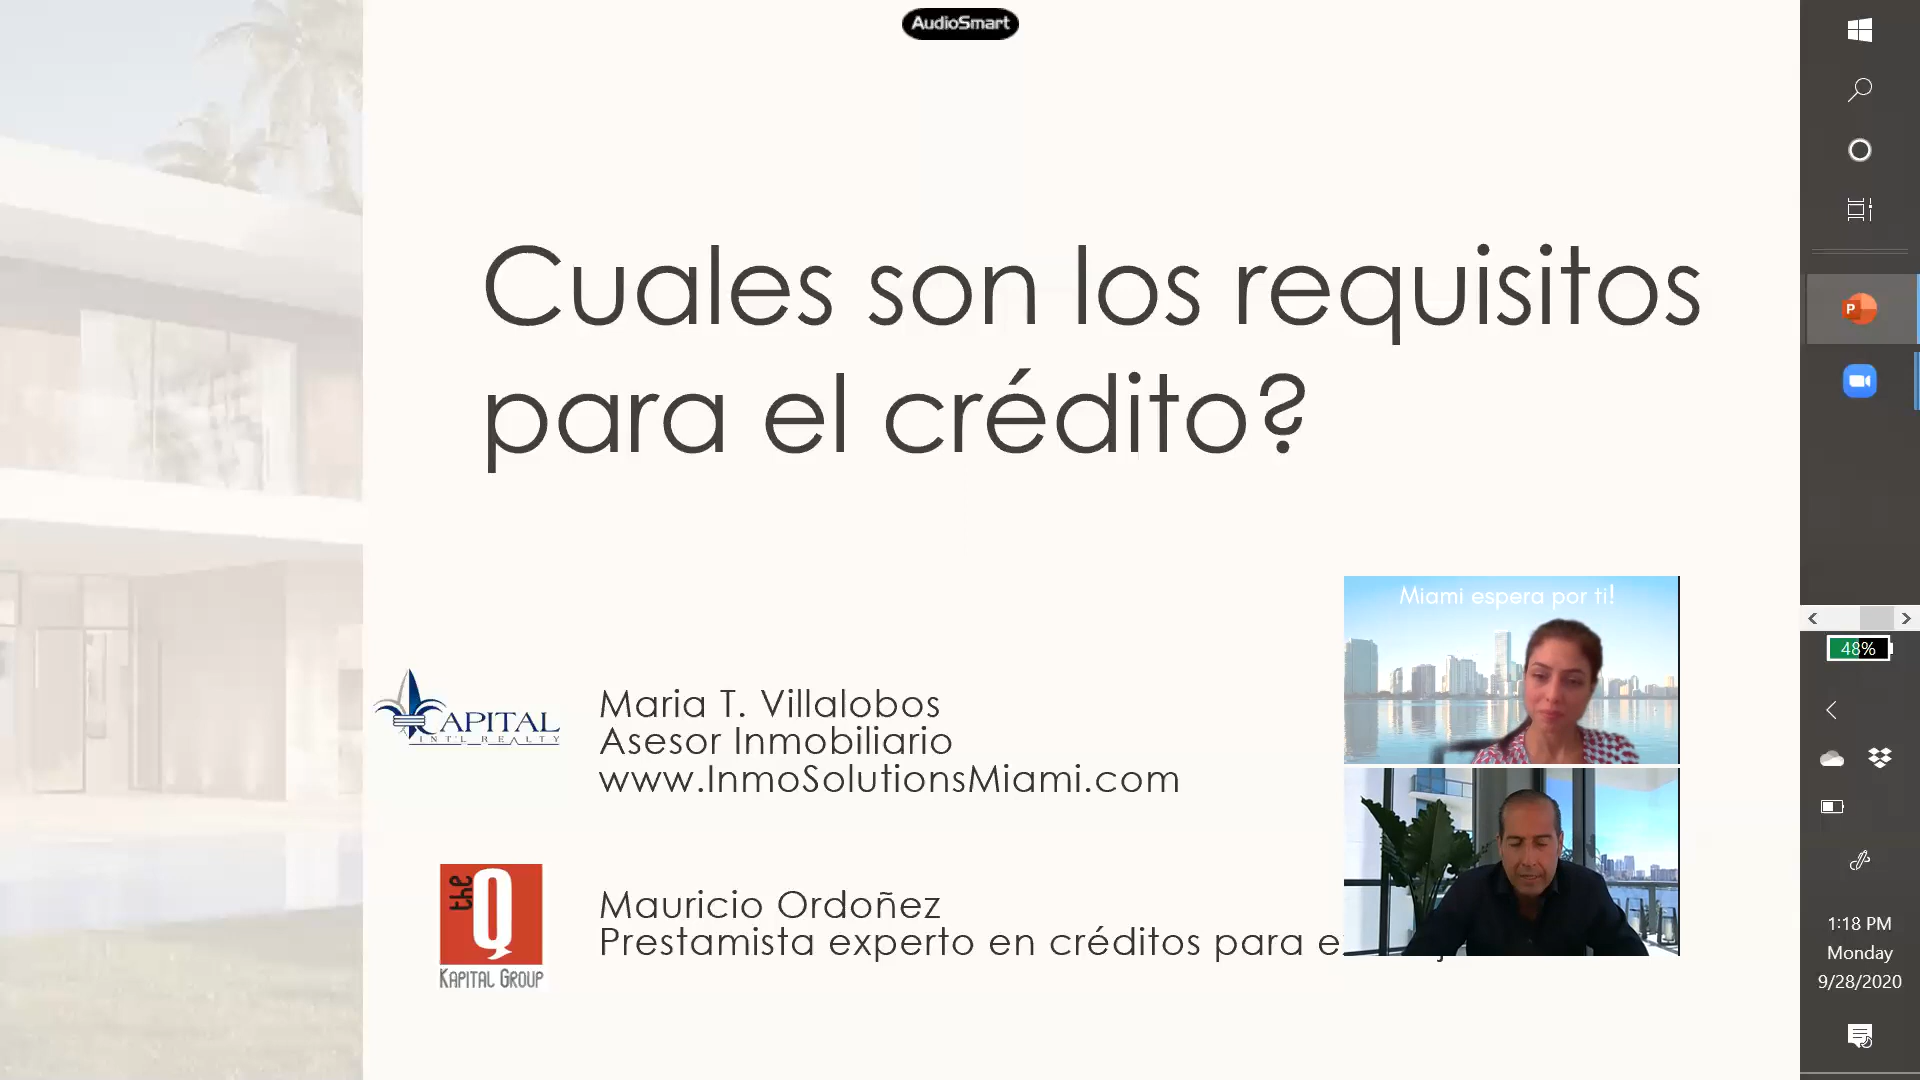 AudioSmart
Cuales son los requisitos
para el crédito?
Miami espera por ti!
KAPITAL
INT'L REALTY
Maria T. Villalobos
Asesor Inmobiliario
www.InmoSolutionsMiami.com
the Q
KAPITAL GROUP
Mauricio Ordoñez
Prestamista experto en créditos para
P
48%
1:18 PM
Monday
9/28/2020